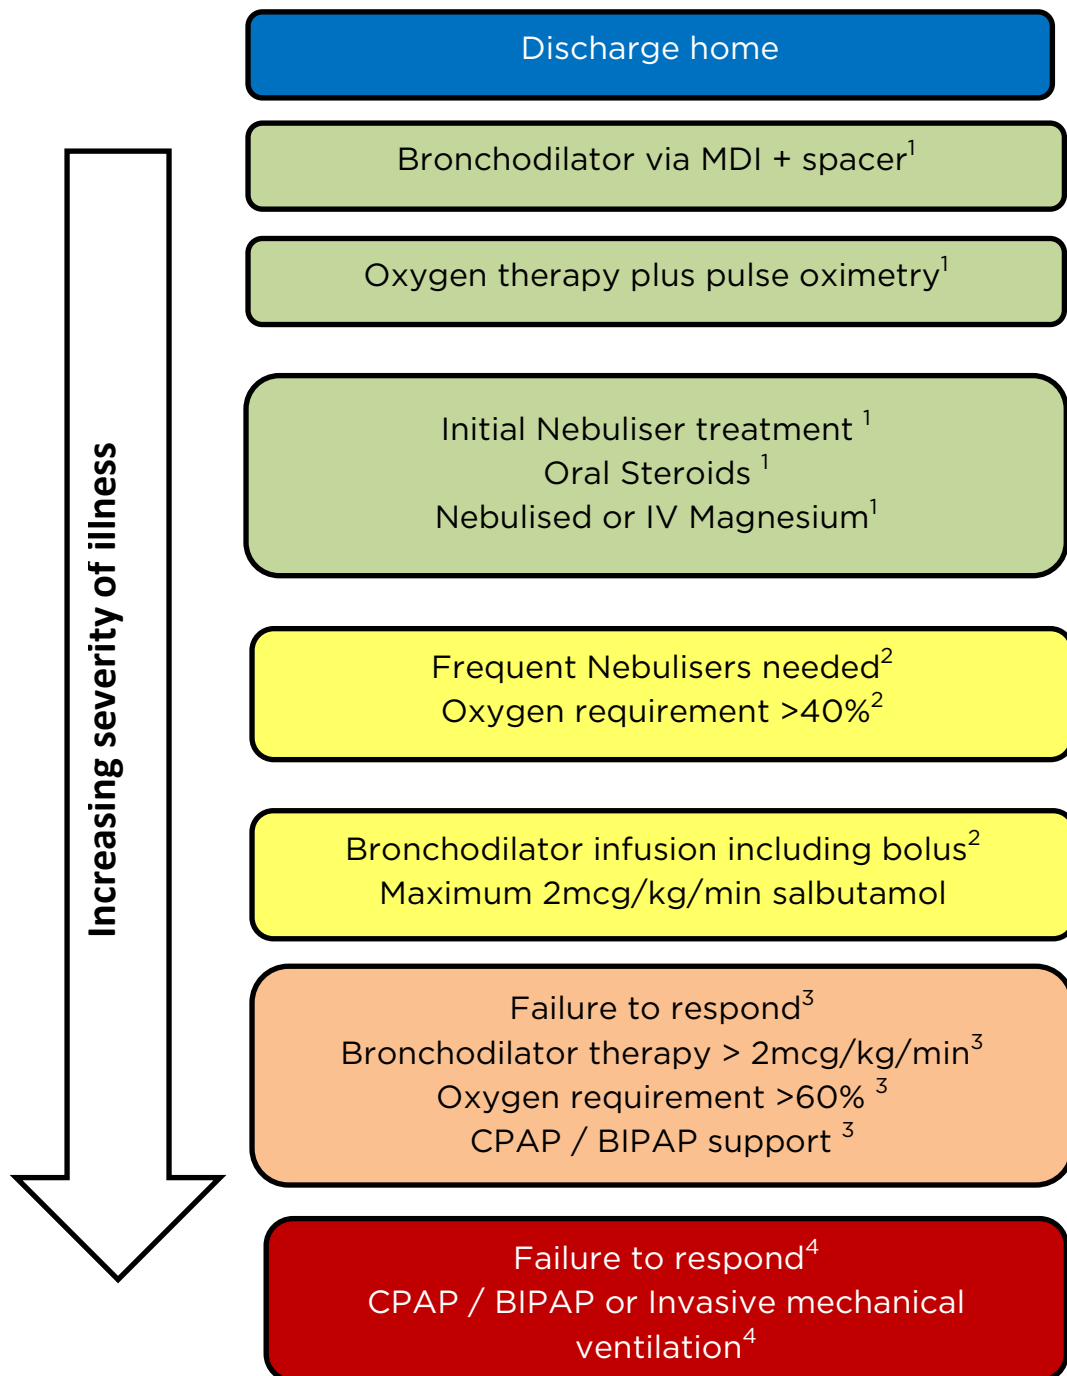 Discharge home
Bronchodilator via MDI + spacer¹
Oxygen therapy plus pulse oximetry¹
Increasing severity of illness
Initial Nebuliser treatment ¹
Oral Steroids ¹
Nebulised or IV Magnesium¹
Frequent Nebulisers needed²
Oxygen requirement >40%²
Bronchodilator infusion including bolus²
Maximum 2mcg/kg/min salbutamol
Failure to respond³
Bronchodilator therapy > 2mcg/kg/min³
Oxygen requirement >60% ³
CPAP / BIPAP support ³
Failure to respond⁴
CPAP / BIPAP or Invasive mechanical
ventilation⁴